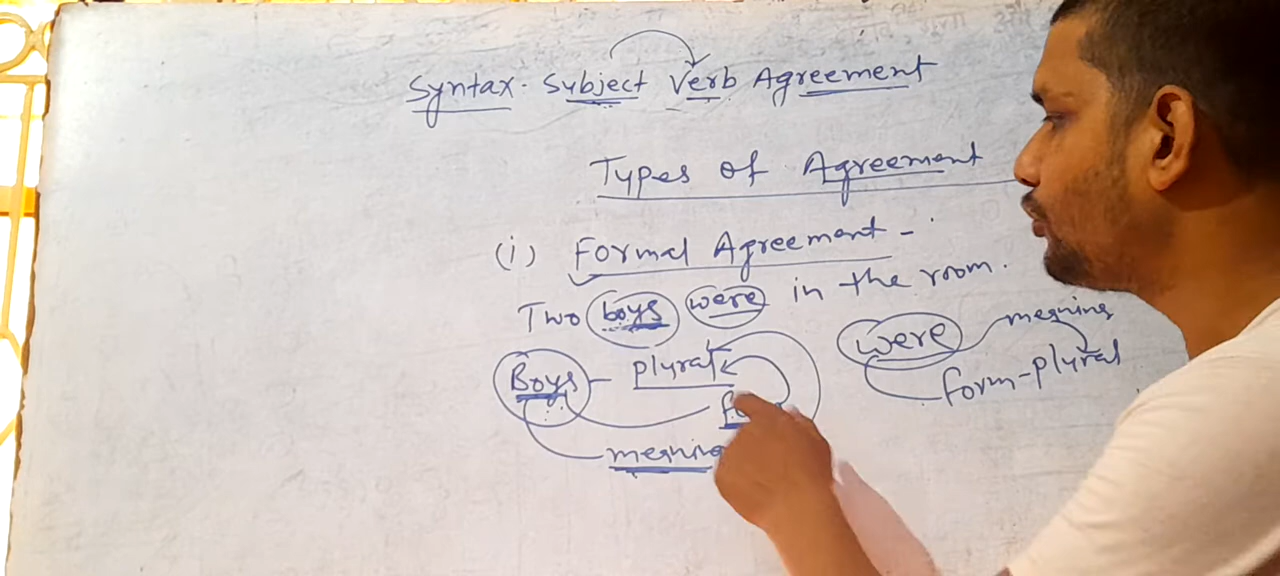 Syntax. Subject Verb Agreement
Types of Agreement
(i) Formal Agreement -
Two boys were in the room.
Boys - plural
meaning
were
meaning
form-plural